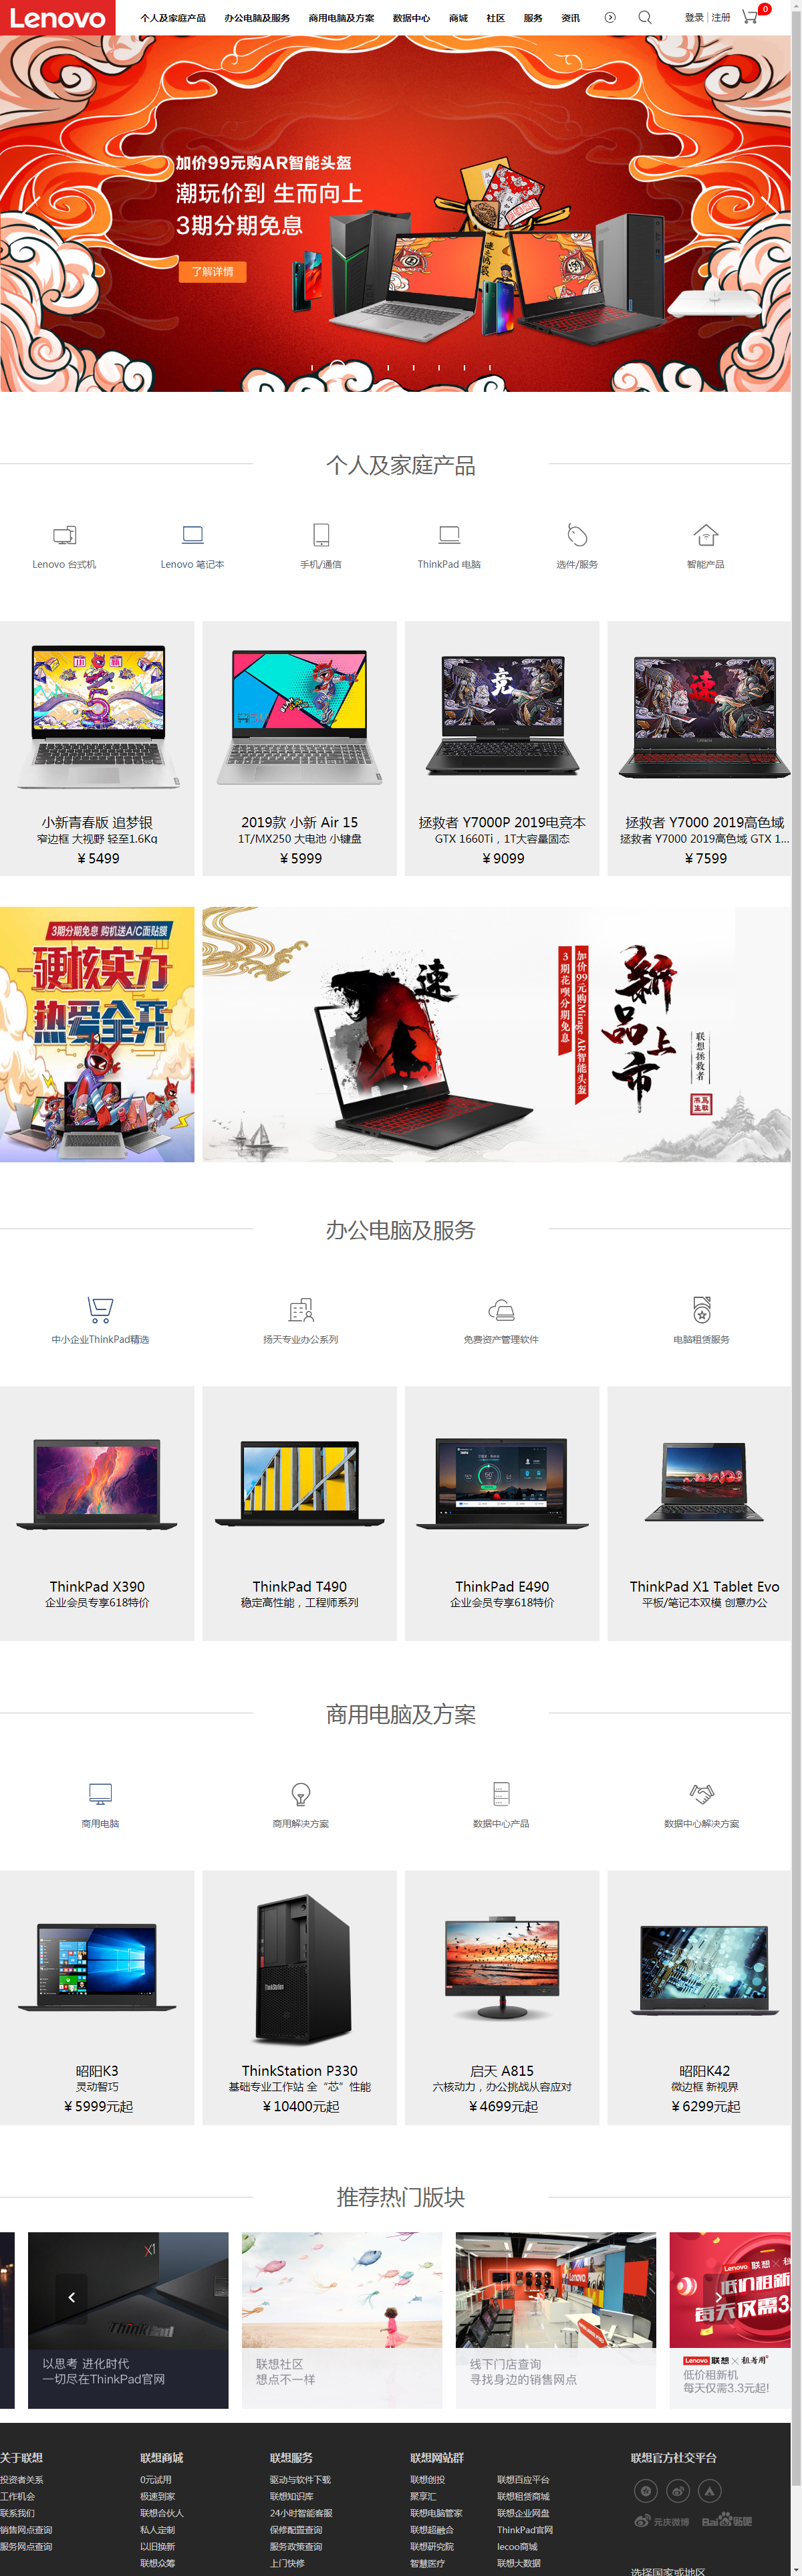 Lenovo
个人及家庭产品 办公电脑及服务 商用电脑及方案 数据中心 商城 社区 服务 资讯
登录 | 注册
0
加价99元购AR智能头盔
潮玩价到 生而向上
3期分期免息
了解详情
个人及家庭产品
Lenovo 台式机
Lenovo 笔记本
手机/通信
ThinkPad 电脑
选件/服务
智能产品
小新青春版 追梦银
窄边框 大视野 轻至1.6Kg
¥ 5499
2019款 小新 Air 15
1T/MX250 大电池 小键盘
¥ 5999
竞
拯救者 Y7000P 2019电竞本
GTX 1660Ti，1T大容量固态
¥ 9099
速
拯救者 Y7000 2019高色域
拯救者 Y7000 2019高色域 GTX 1...
¥ 7599
3期分期免息 购机送A/C面贴膜
硬核实力
热爱全开
速
3期花呗分期免息
加价99元购Mirage AR智能头盔
新品上市
联想拯救者
办公电脑及服务
中小企业ThinkPad精选
扬天专业办公系列
免费资产管理软件
电脑租赁服务
ThinkPad X390
企业会员专享618特价
ThinkPad T490
稳定高性能，工程师系列
ThinkPad E490
企业会员专享618特价
ThinkPad X1 Tablet Evo
平板/笔记本双模 创意办公
商用电脑及方案
商用电脑
商用解决方案
数据中心产品
数据中心解决方案
昭阳K3
灵动智巧
¥ 5999元起
ThinkStation
ThinkStation P330
基础专业工作站 全“芯”性能
¥ 10400元起
启天 A815
六核动力，办公挑战从容应对
¥ 4699元起
昭阳K42
微边框 新视界
¥ 6299元起
推荐热门版块
X1
ThinkPad
以思考 进化时代
一切尽在ThinkPad官网
联想社区
想点不一样
Lenovo
线下门店查询
寻找身边的销售网点
Lenovo 联想 ×
低价租新
每天仅需3.
Lenovo 联想 × 租着用
低价租新机
每天仅需3.3元起!
关于联想
投资者关系
工作机会
联系我们
销售网点查询
服务网点查询
联想商城
0元试用
极速到家
联想合伙人
私人定制
以旧换新
联想众筹
联想服务
驱动与软件下载
联想知识库
24小时智能客服
保修配置查询
服务政策查询
上门快修
联想网站群
联想创投
聚享汇
联想电脑管家
联想超融合
联想研究院
智慧医疗
联想百应平台
联想租赁商城
联想企业网盘
ThinkPad官网
lecoo商城
联想大数据
联想官方社交平台
元庆微博
Bai度贴吧
选择国家或地区